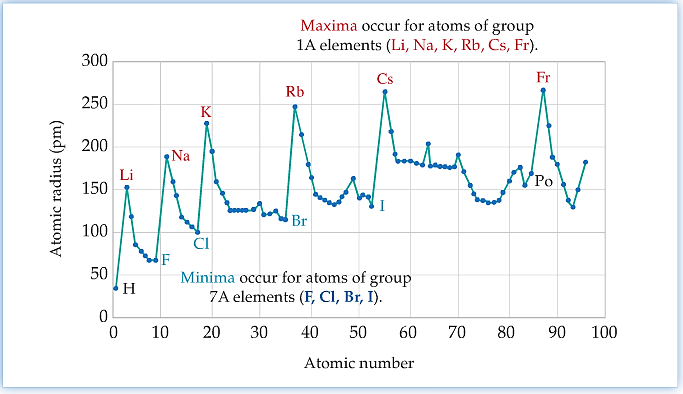 Maxima occur for atoms of group
1A elements (Li, Na, K, Rb, Cs, Fr).
300
250
200
150
100
50
0
Atomic radius (pm)
Li
Na
K
Rb
Cs
Fr
H
F
Cl
Br
I
Po
Minima occur for atoms of group
7A elements (F, Cl, Br, I).
0 10 20 30 40 50 60 70 80 90 100
Atomic number